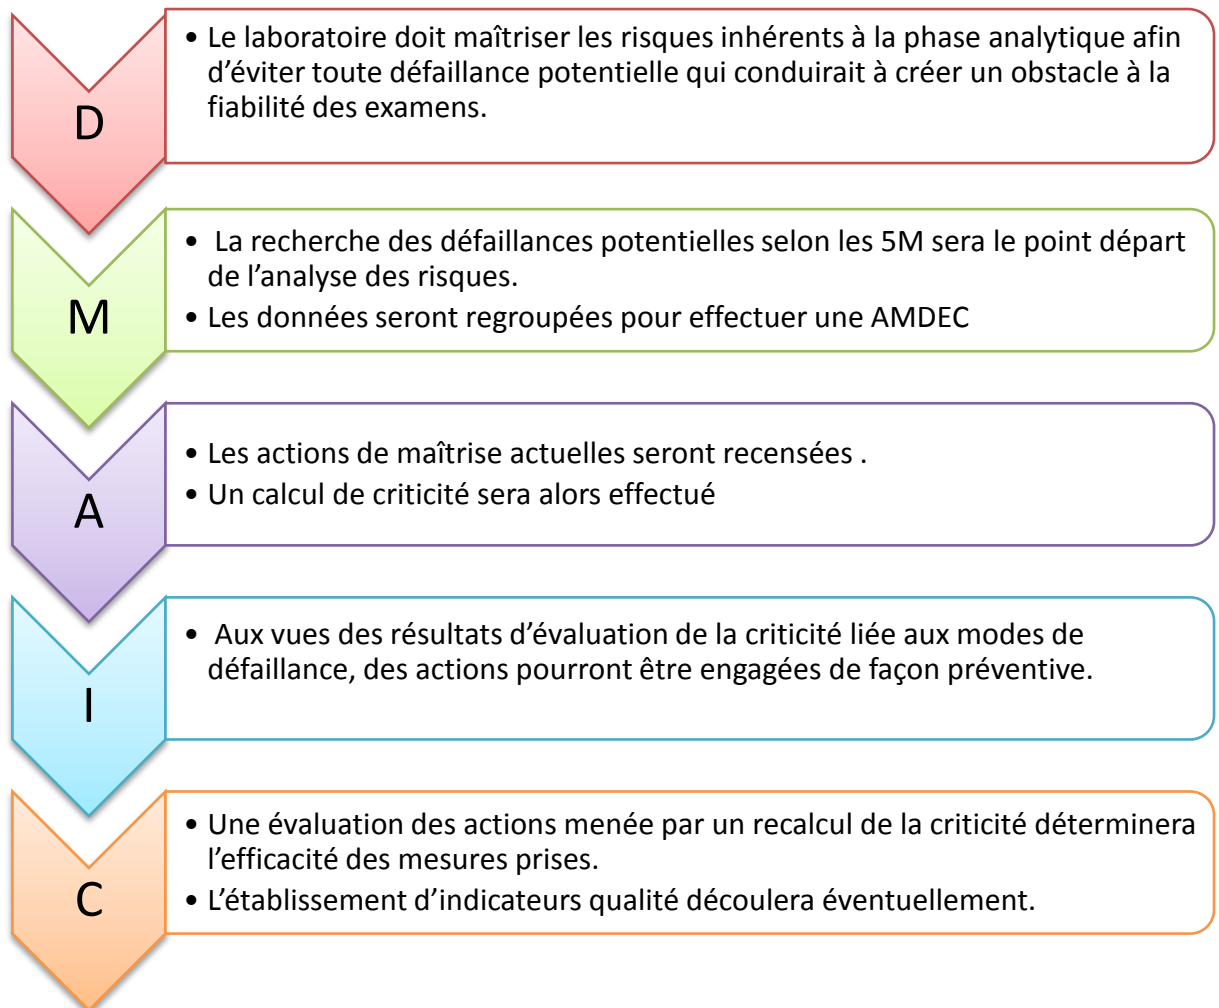 D
• Le laboratoire doit maîtriser les risques inhérents à la phase analytique afin
d'éviter toute défaillance potentielle qui conduirait à créer un obstacle à la
fiabilité des examens.
M
• La recherche des défaillances potentielles selon les 5M sera le point départ
de l'analyse des risques.
• Les données seront regroupées pour effectuer une AMDEC
A
• Les actions de maîtrise actuelles seront recensées .
• Un calcul de criticité sera alors effectué
I
• Aux vues des résultats d'évaluation de la criticité liée aux modes de
défaillance, des actions pourront être engagées de façon préventive.
C
• Une évaluation des actions menée par un recalcul de la criticité déterminera
l'efficacité des mesures prises.
• L'établissement d'indicateurs qualité découlera éventuellement.